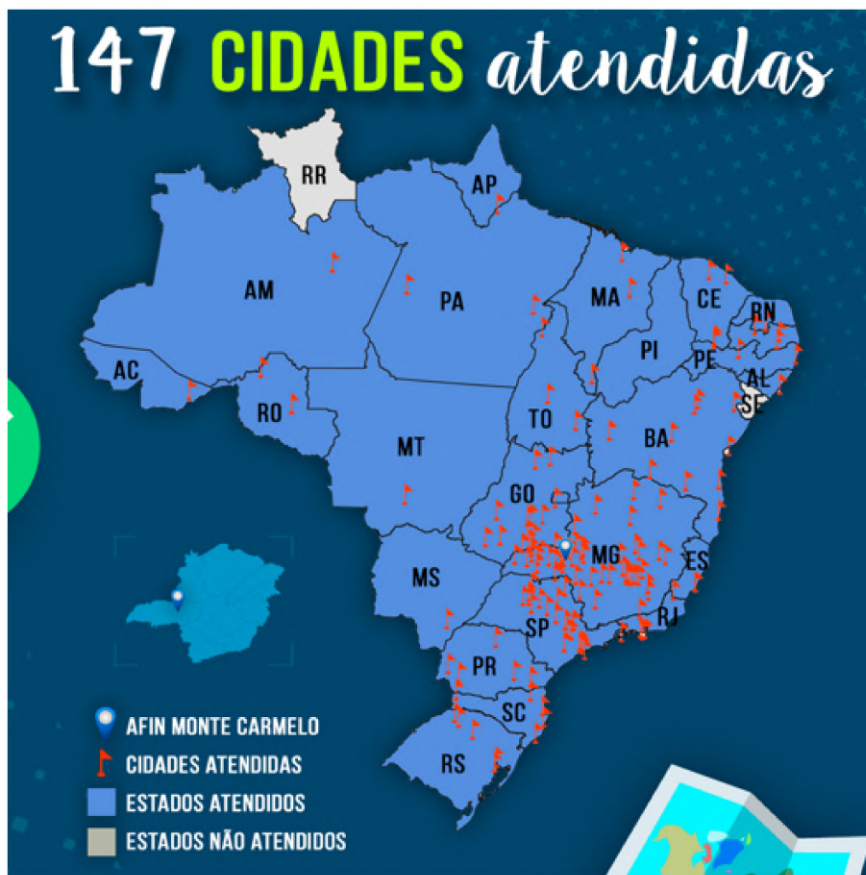 147 CIDADES atendidas
RR
AP
AM
PA
MA
CE
RN
PI
PE
AC
AL
SE
RO
TO
BA
MT
GO
MG
ES
MS
SP
RJ
PR
SC
RS
AFIN MONTE CARMELO
CIDADES ATENDIDAS
ESTADOS ATENDIDOS
ESTADOS NÃO ATENDIDOS